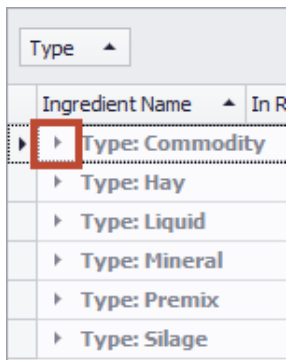 Type
Ingredient Name In R
Type: Commodity
Type: Hay
Type: Liquid
Type: Mineral
Type: Premix
Type: Silage